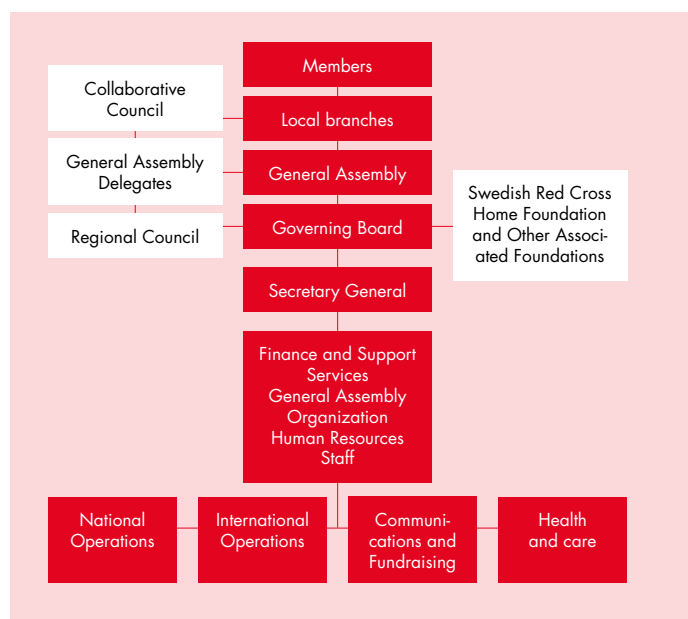 Members
Collaborative
Council
Local branches
General Assembly
Delegates
General Assembly
Swedish Red Cross
Home Foundation
and Other Associ-
ated Foundations
Regional Council
Governing Board
Secretary General
Finance and Support
Services
General Assembly
Organization
Human Resources
Staff
National
Operations
International
Operations
Communi-
cations and
Fundraising
Health
and care